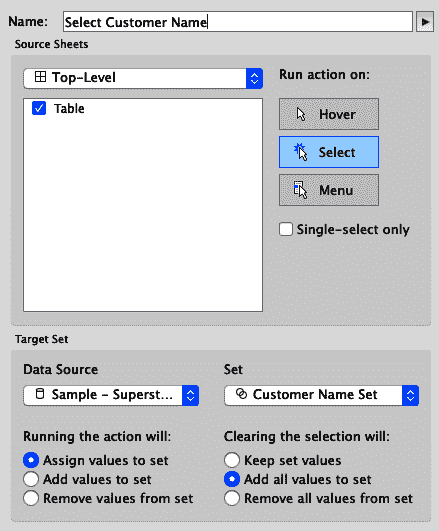 Name: Select Customer Name
Source Sheets
Top-Level
Run action on:
Table
Hover
Select
Menu
Single-select only
Target Set
Data Source
Set
Sample - Superst...
Customer Name Set
Running the action will:
Clearing the selection will:
Assign values to set
Keep set values
Add values to set
Add all values to set
Remove values from set
Remove all values from set